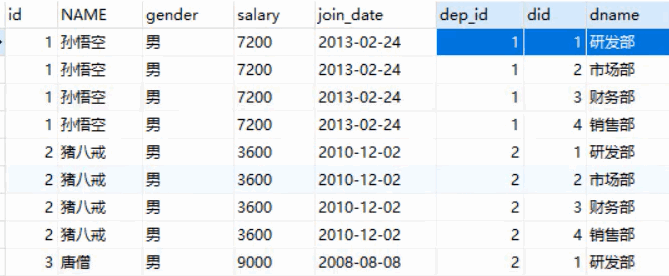 id NAME gender salary join_date dep_id did dname
1 孙悟空 男 7200 2013-02-24 1 1 研发部
1 孙悟空 男 7200 2013-02-24 1 2 市场部
1 孙悟空 男 7200 2013-02-24 1 3 财务部
1 孙悟空 男 7200 2013-02-24 1 4 销售部
2 猪八戒 男 3600 2010-12-02 2 1 研发部
2 猪八戒 男 3600 2010-12-02 2 2 市场部
2 猪八戒 男 3600 2010-12-02 2 3 财务部
2 猪八戒 男 3600 2010-12-02 2 4 销售部
3 唐僧 男 9000 2008-08-08 2 1 研发部